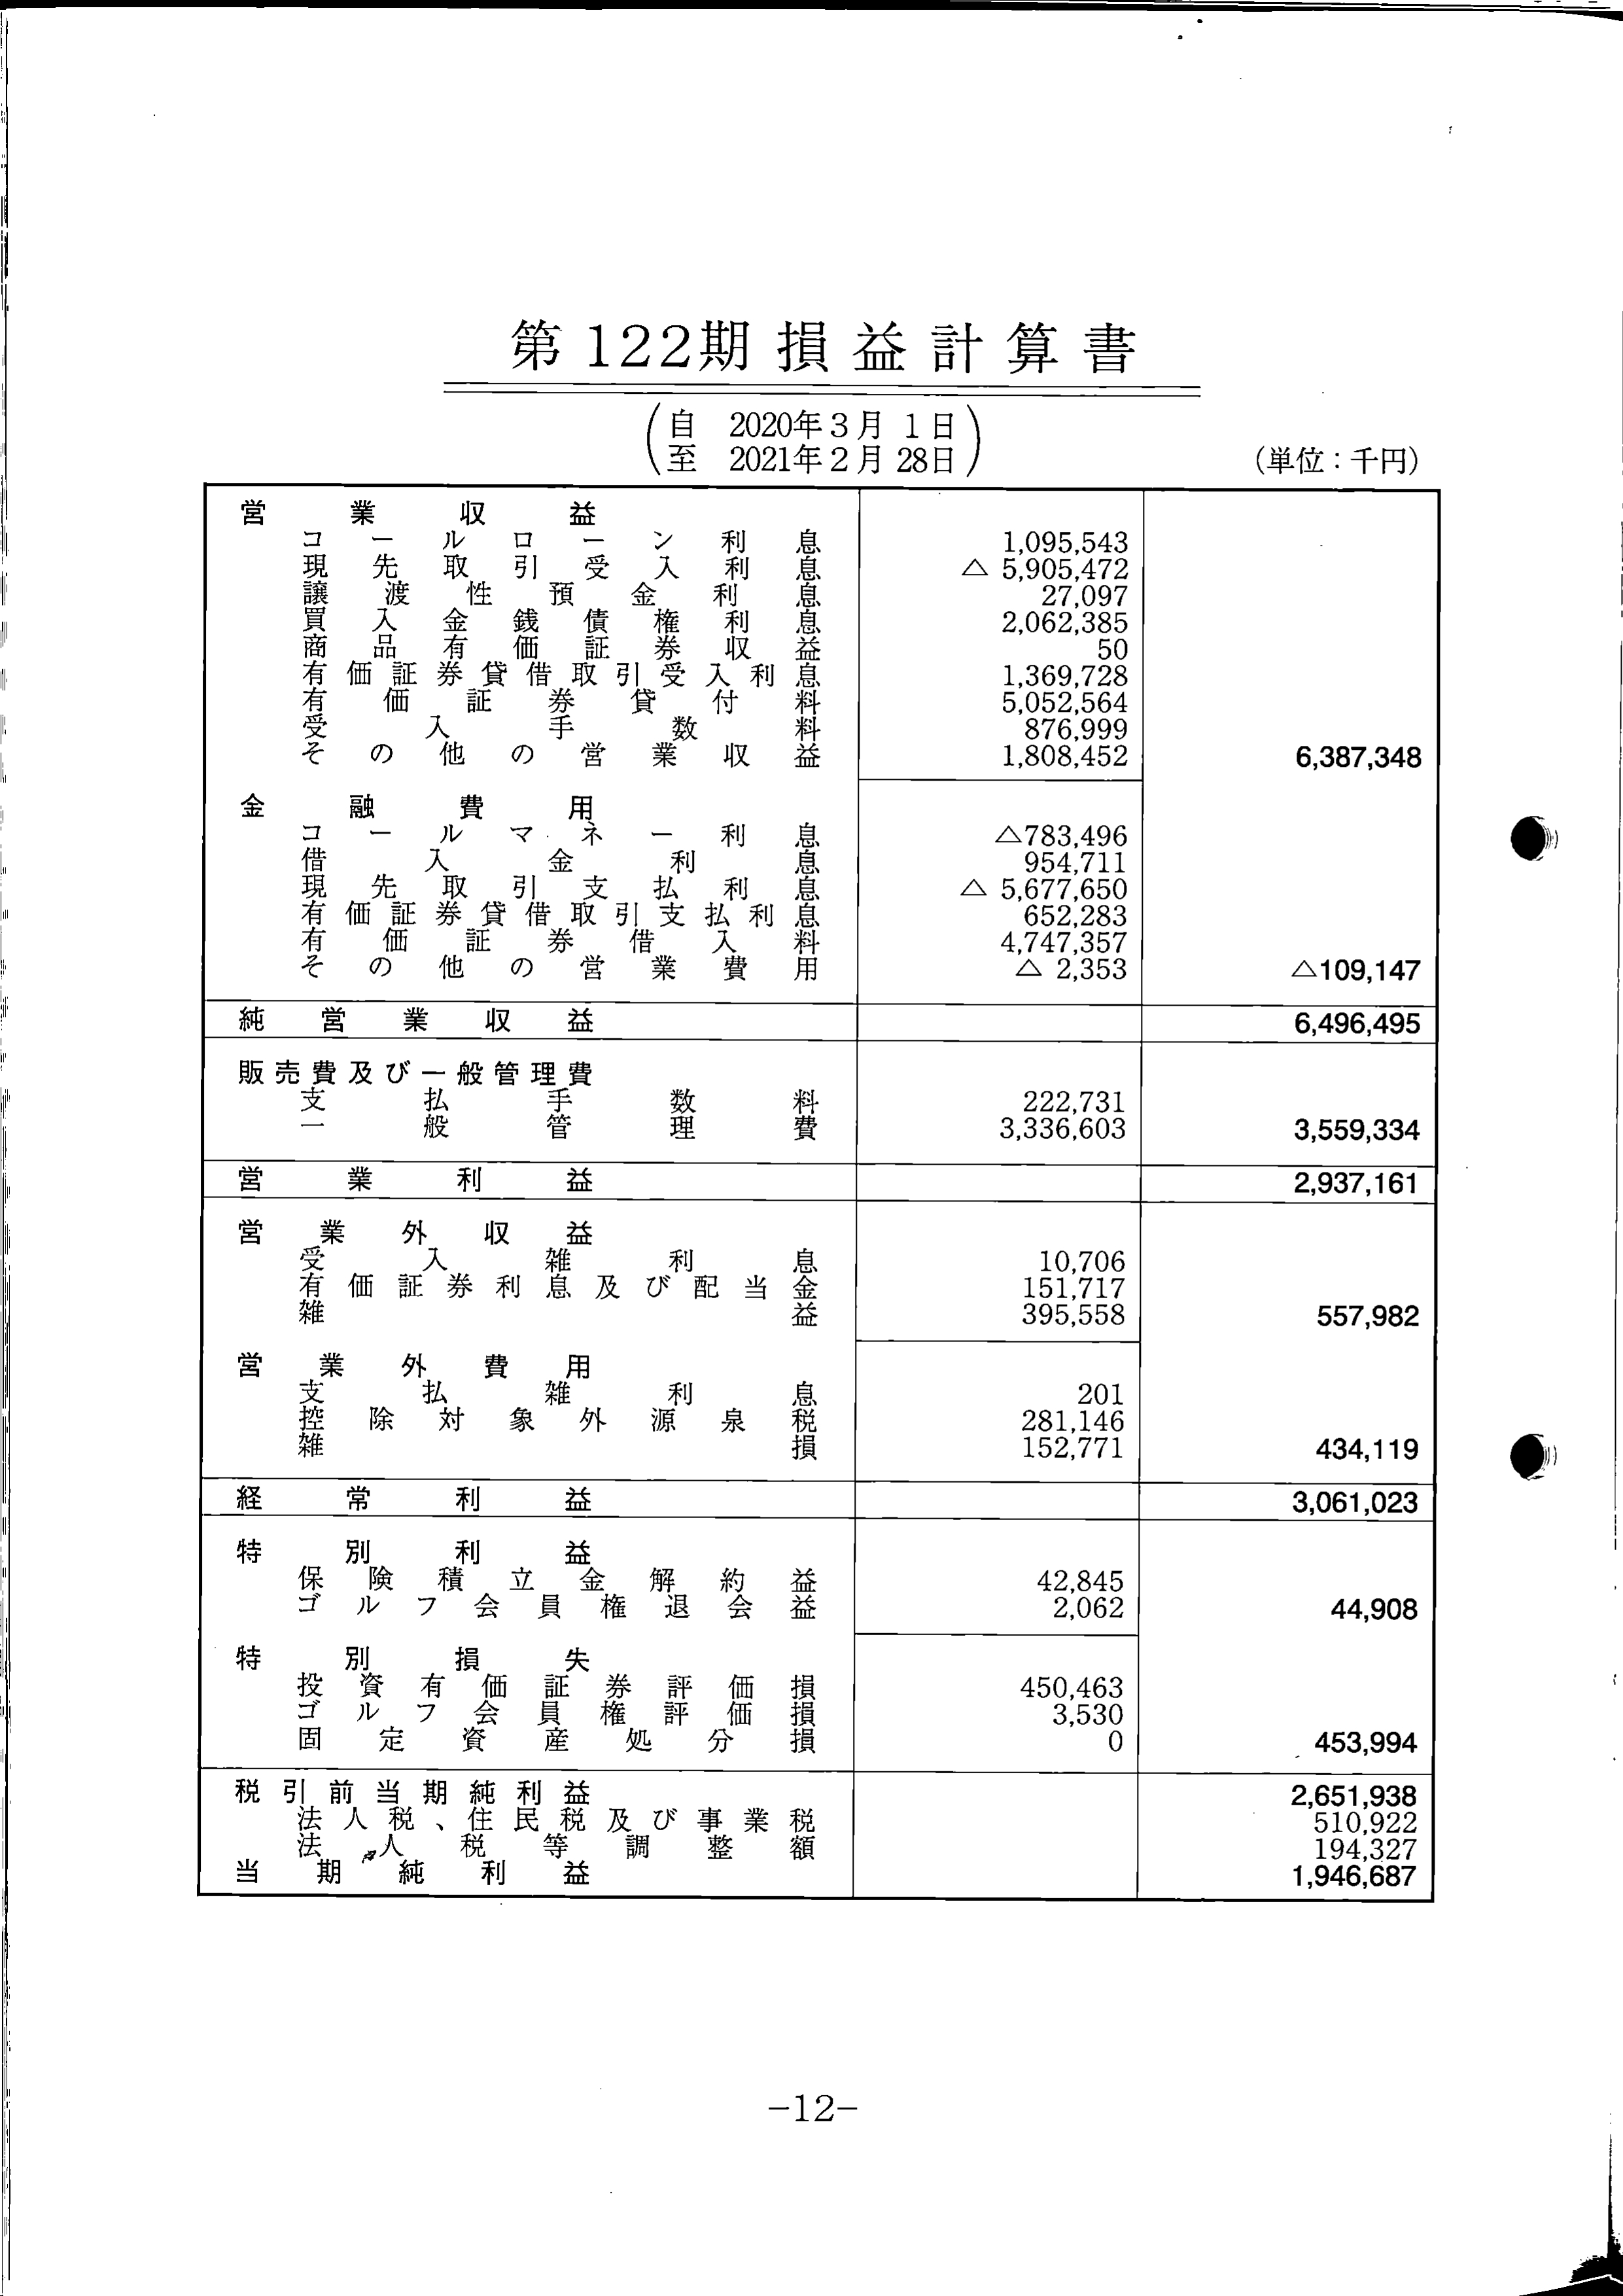 第122期損益計算書
自 2020年3月 1日
至 2021年2月28日
(単位：千円)
営業収益
コールローン利息 1,095,543
現先取引受入利息 △ 5,905,472
譲渡性預金利息 27,097
買入金銭債権利息 2,062,385
商品有価証券収益 50
有価証券貸借取引受入利息 1,369,728
有価証券貸付料 5,052,564
受入手数料 876,999
その他の営業収益 1,808,452 6,387,348
金融費用
コールマネー利息 △783,496
借入金利息 954,711
現先取引支払利息 △ 5,677,650
有価証券貸借取引支払利息 652,283
有価証券借入料 4,747,357
その他の営業費用 △ 2,353 △109,147
純営業収益 6,496,495
販売費及び一般管理費
支払手数料 222,731
一般管理費 3,336,603 3,559,334
営業利益 2,937,161
営業外収益
受入雑利息 10,706
有価証券利息及び配当金 151,717
雑益 395,558 557,982
営業外費用
支払雑利息 201
控除対象外源泉税 281,146
雑損 152,771 434,119
経常利益 3,061,023
特別利益
保険積立金解約益 42,845
ゴルフ会員権退会益 2,062 44,908
特別損失
投資有価証券評価損 450,463
ゴルフ会員権評価損 3,530
固定資産処分損 0 453,994
税引前当期純利益 2,651,938
法人税、住民税及び事業税 510,922
法人税等調整額 194,327
当期純利益 1,946,687
-12-